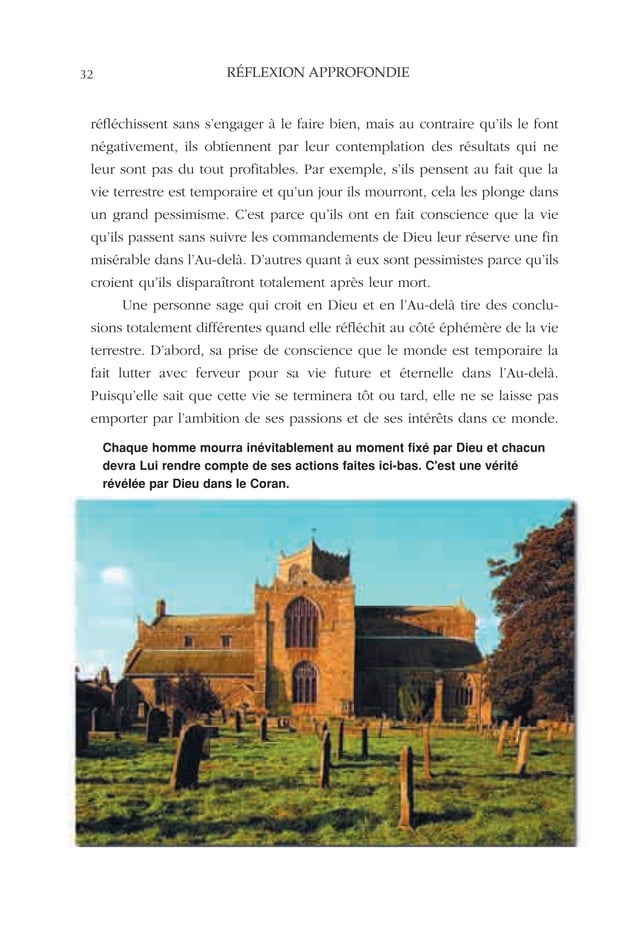 32
RÉFLEXION APPROFONDIE
réfléchissent sans s’engager à le faire bien, mais au contraire qu’ils le font
négativement, ils obtiennent par leur contemplation des résultats qui ne
leur sont pas du tout profitables. Par exemple, s’ils pensent au fait que la
vie terrestre est temporaire et qu’un jour ils mourront, cela les plonge dans
un grand pessimisme. C’est parce qu’ils ont en fait conscience que la vie
qu’ils passent sans suivre les commandements de Dieu leur réserve une fin
misérable dans l’Au-delà. D’autres quant à eux sont pessimistes parce qu’ils
croient qu’ils disparaîtront totalement après leur mort.
Une personne sage qui croit en Dieu et en l’Au-delà tire des conclu-
sions totalement différentes quand elle réfléchit au côté éphémère de la vie
terrestre. D’abord, sa prise de conscience que le monde est temporaire la
fait lutter avec ferveur pour sa vie future et éternelle dans l’Au-delà.
Puisqu’elle sait que cette vie se terminera tôt ou tard, elle ne se laisse pas
emporter par l’ambition de ses passions et de ses intérêts dans ce monde.
Chaque homme mourra inévitablement au moment fixé par Dieu et chacun
devra Lui rendre compte de ses actions faites ici-bas. C'est une vérité
révélée par Dieu dans le Coran.